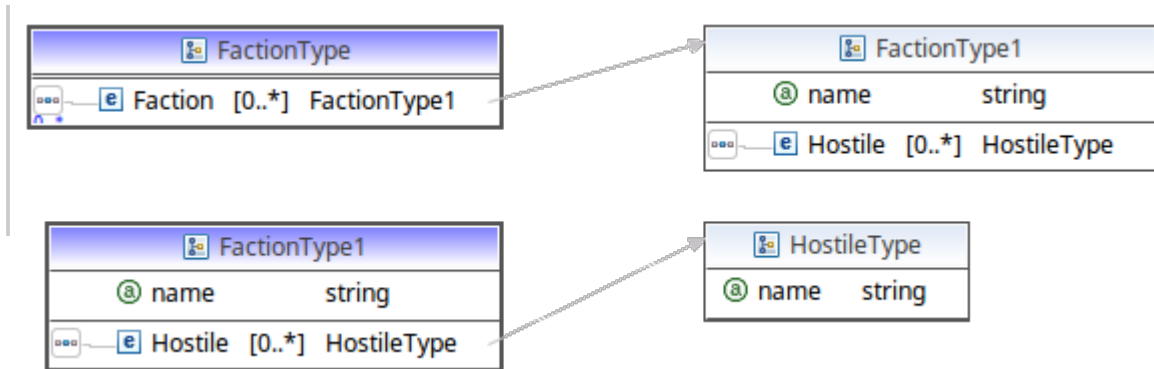 FactionType
e Faction [0..*] FactionType1
FactionType1
a name string
e Hostile [0..*] HostileType
FactionType1
a name string
e Hostile [0..*] HostileType
HostileType
a name string